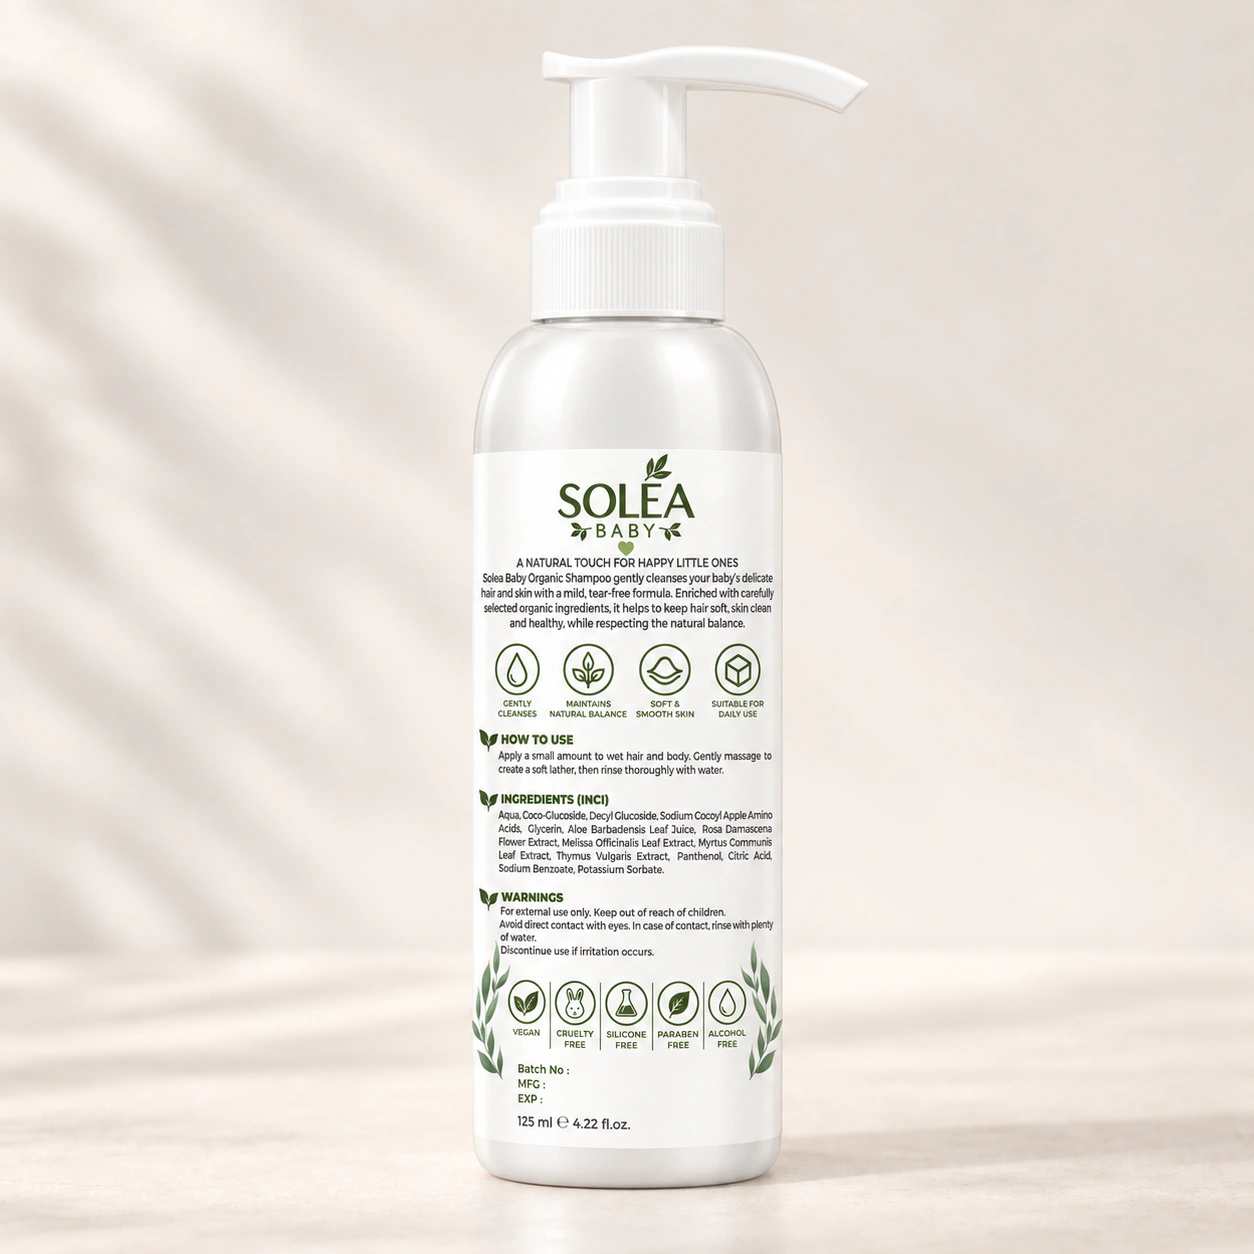 SOLÉA
BABY
A NATURAL TOUCH FOR HAPPY LITTLE ONES
Solea Baby Organic Shampoo gently cleanses your baby's delicate
hair and skin with a mild, tear-free formula. Enriched with carefully
selected organic ingredients, it helps to keep hair soft, skin clean
and healthy, while respecting the natural balance.
GENTLY
CLEANSES
MAINTAINS
NATURAL BALANCE
SOFT &
SMOOTH SKIN
SUITABLE FOR
DAILY USE
HOW TO USE
Apply a small amount to wet hair and body. Gently massage to
create a soft lather, then rinse thoroughly with water.
INGREDIENTS (INCI)
Aqua, Coco-Glucoside, Decyl Glucoside, Sodium Cocoyl Apple Amino
Acids, Glycerin, Aloe Barbadensis Leaf Juice, Rosa Damascena
Flower Extract, Melissa Officinalis Leaf Extract, Myrtus Communis
Leaf Extract, Thymus Vulgaris Extract, Panthenol, Citric Acid,
Sodium Benzoate, Potassium Sorbate.
WARNINGS
For external use only. Keep out of reach of children.
Avoid direct contact with eyes. In case of contact, rinse with plenty
of water.
Discontinue use if irritation occurs.
VEGAN
CRUELTY
FREE
SILICONE
FREE
PARABEN
FREE
ALCOHOL
FREE
Batch No :
MFG :
EXP :
125 ml ℮ 4.22 fl.oz.